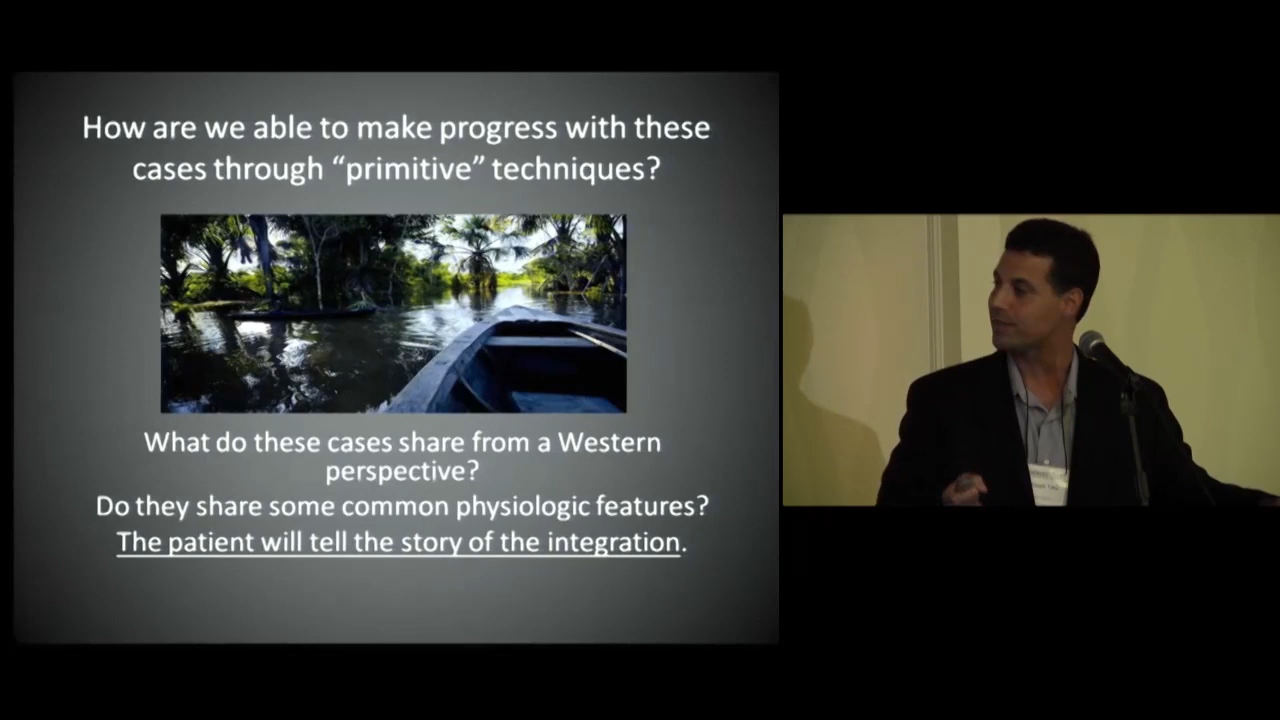 How are we able to make progress with these
cases through “primitive” techniques?
What do these cases share from a Western
perspective?
Do they share some common physiologic features?
The patient will tell the story of the integration.